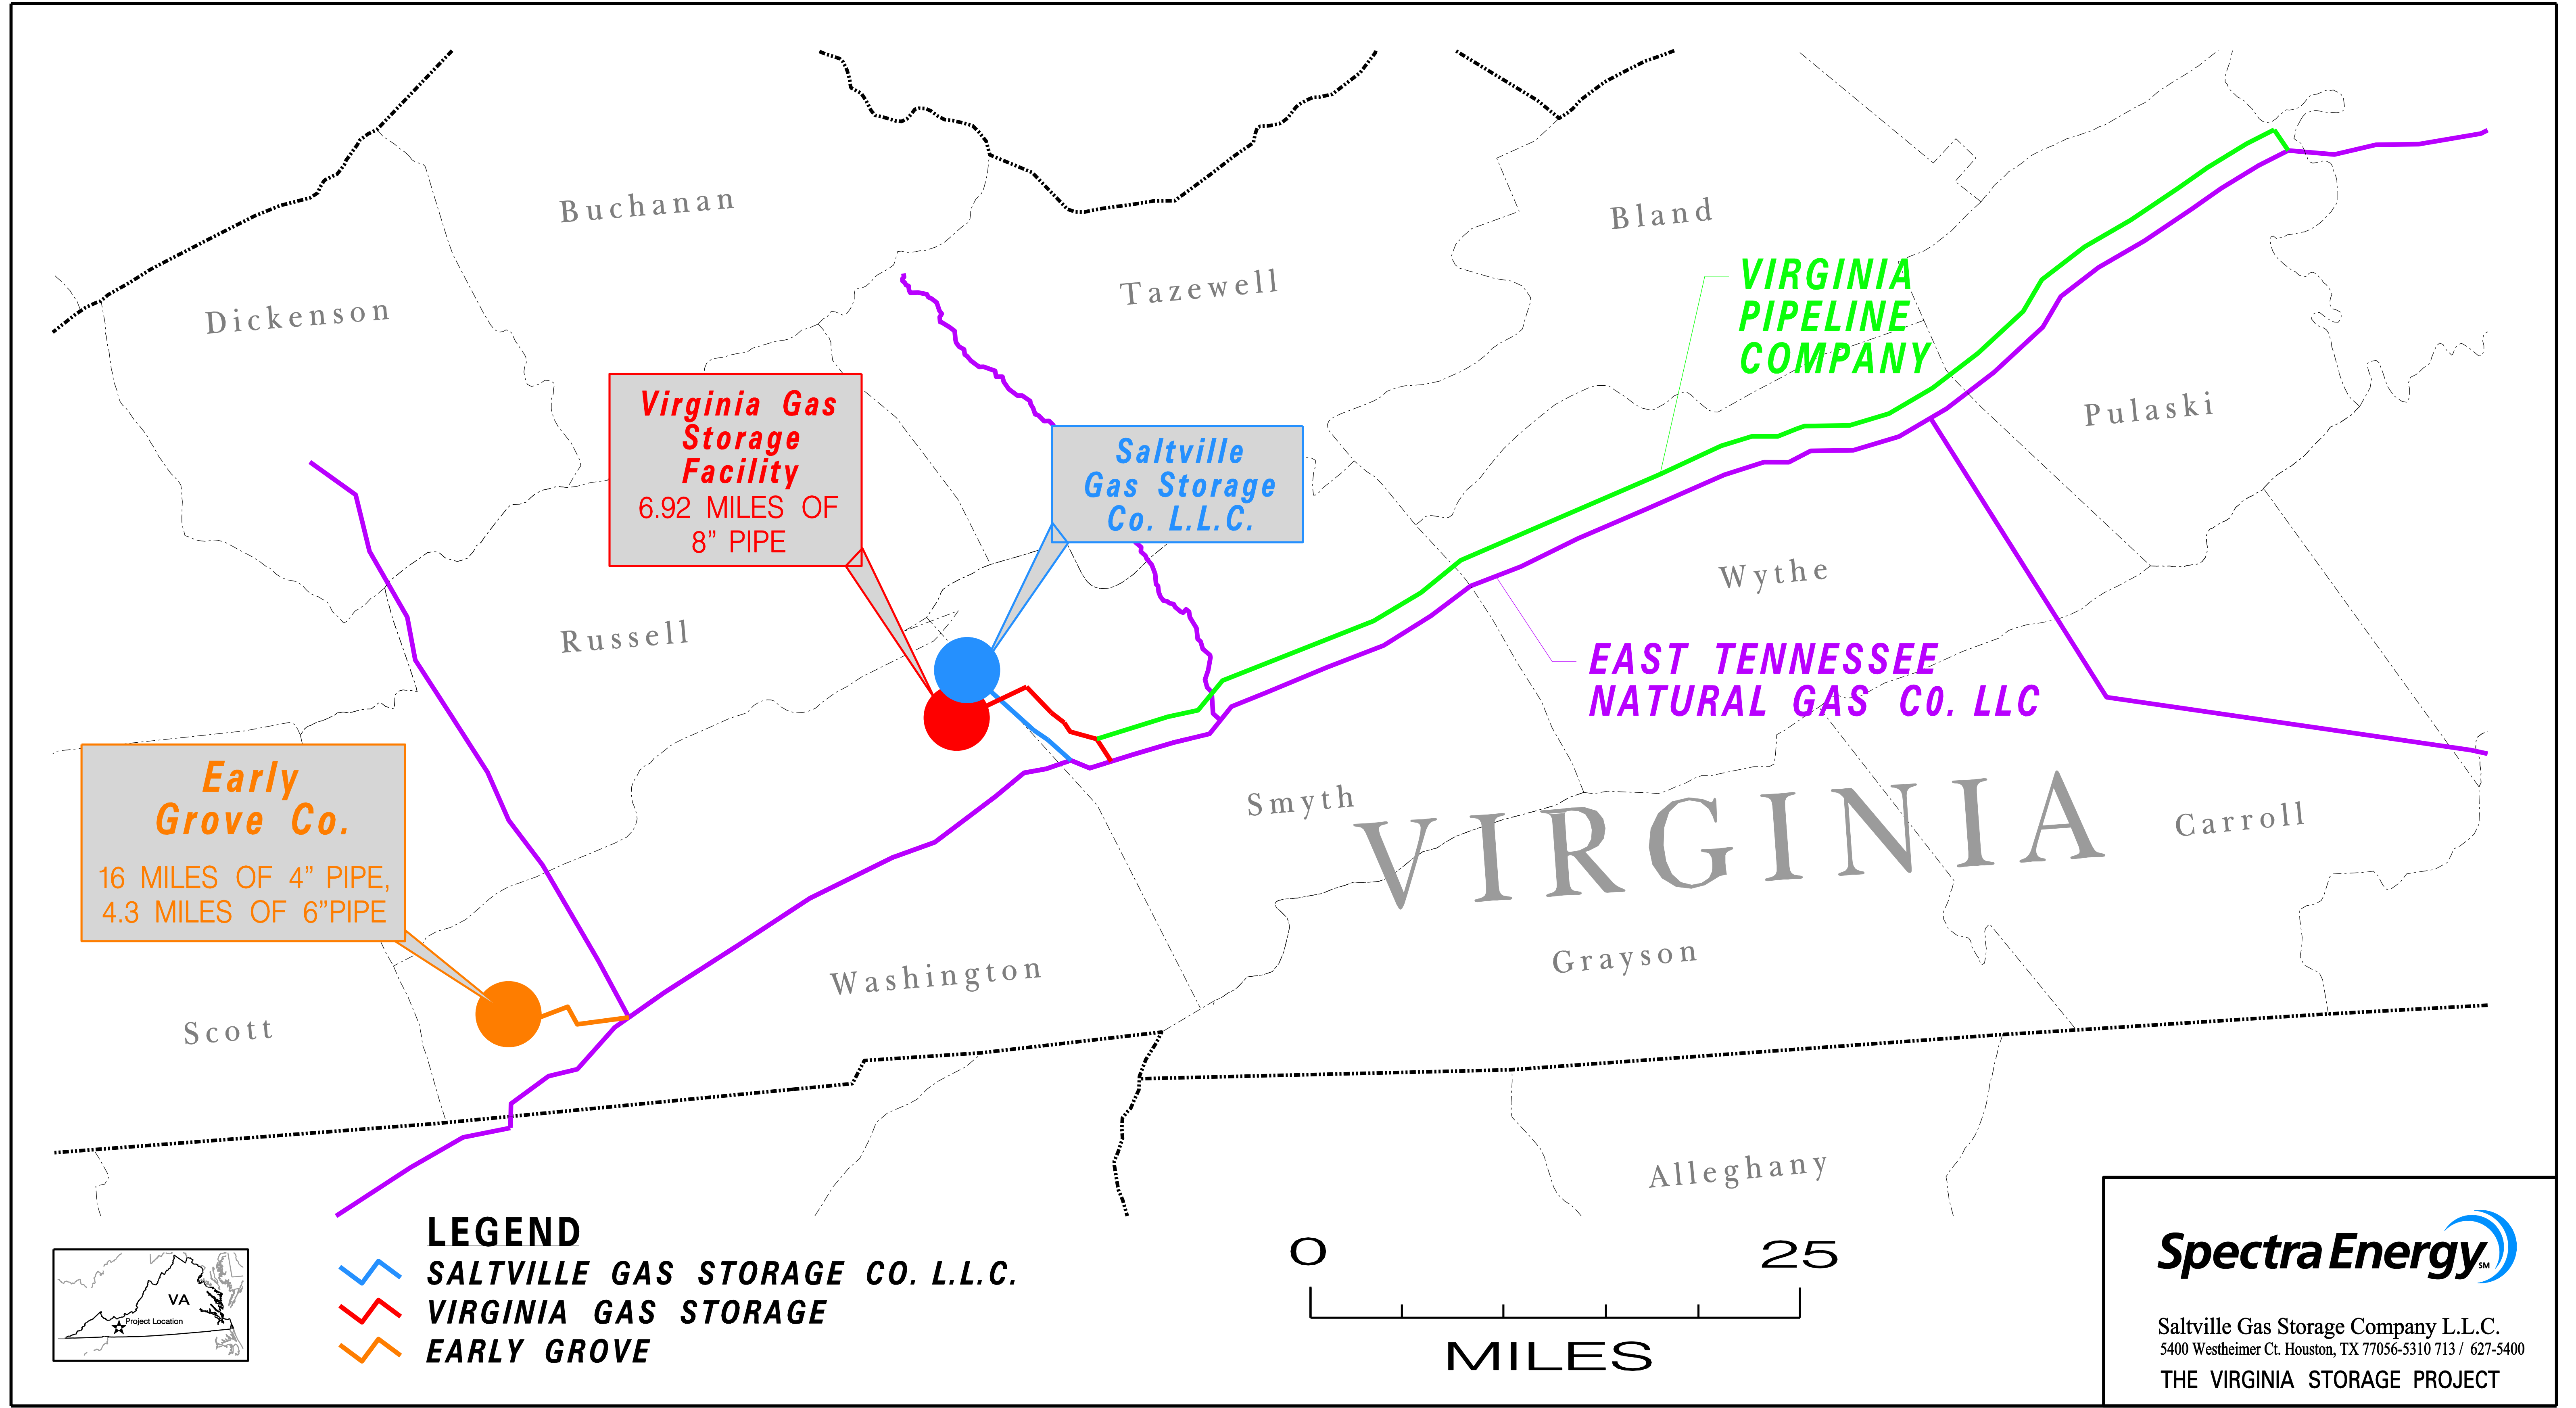 Buchanan
Bland
Dickenson
Tazewell
VIRGINIA
PIPELINE
COMPANY
Pulaski
Virginia Gas
Storage
Facility
6.92 MILES OF
8” PIPE
Saltville
Gas Storage
Co. L.L.C.
Wythe
Russell
EAST TENNESSEE
NATURAL GAS CO. LLC
Early
Grove Co.
16 MILES OF 4” PIPE,
4.3 MILES OF 6”PIPE
Smyth
VIRGINIA
Carroll
Washington
Grayson
Scott
Alleghany
LEGEND
SALTVILLE GAS STORAGE CO. L.L.C.
VIRGINIA GAS STORAGE
EARLY GROVE
VA
Project Location
0 25
MILES
Spectra Energy SM
Saltville Gas Storage Company L.L.C.
5400 Westheimer Ct. Houston, TX 77056-5310 713 / 627-5400
THE VIRGINIA STORAGE PROJECT